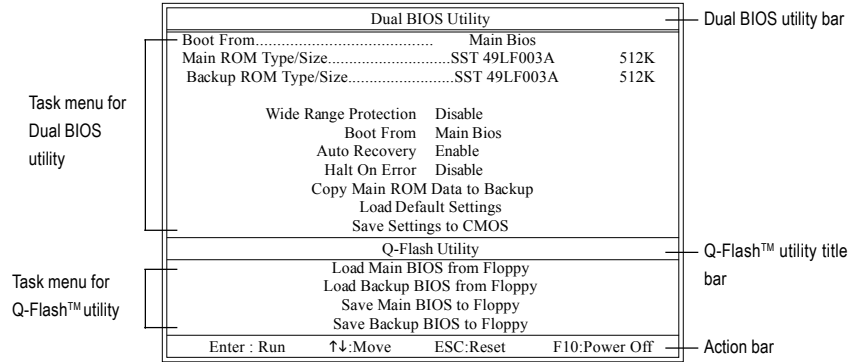 Dual BIOS Utility
Dual BIOS utility bar
Boot From.......................................... Main Bios
Main ROM Type/Size.............................SST 49LF003A 512K
Backup ROM Type/Size.........................SST 49LF003A 512K
Task menu for
Dual BIOS
utility
Wide Range Protection Disable
Boot From Main Bios
Auto Recovery Enable
Halt On Error Disable
Copy Main ROM Data to Backup
Load Default Settings
Save Settings to CMOS
Q-Flash Utility
Q-Flash™ utility title
bar
Task menu for
Q-Flash™ utility
Load Main BIOS from Floppy
Load Backup BIOS from Floppy
Save Main BIOS to Floppy
Save Backup BIOS to Floppy
Enter : Run ↑↓:Move ESC:Reset F10:Power Off
Action bar